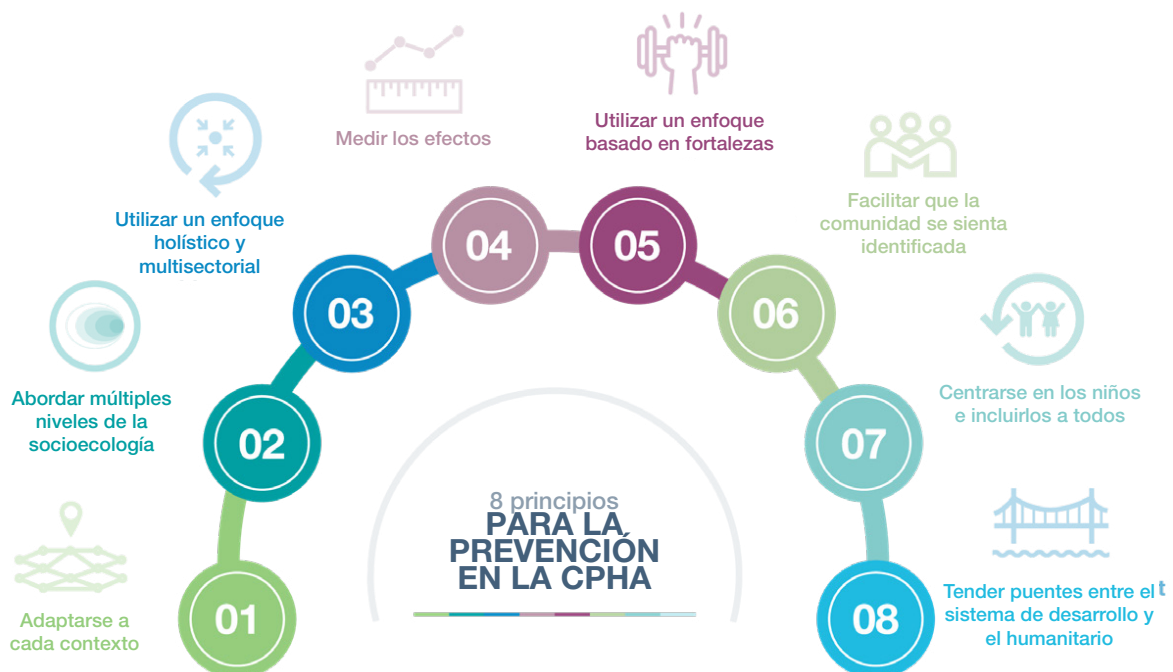 8 principios
PARA LA
PREVENCIÓN
EN LA CPHA
01
Adaptarse a
cada contexto
02
Abordar múltiples
niveles de la
socioecología
03
Utilizar un enfoque
holístico y
multisectorial
04
Medir los efectos
05
Utilizar un enfoque
basado en fortalezas
06
Facilitar que la
comunidad se sienta
identificada
07
Centrarse en los niños
e incluirlos a todos
08
Tender puentes entre el t
sistema de desarrollo y
el humanitario